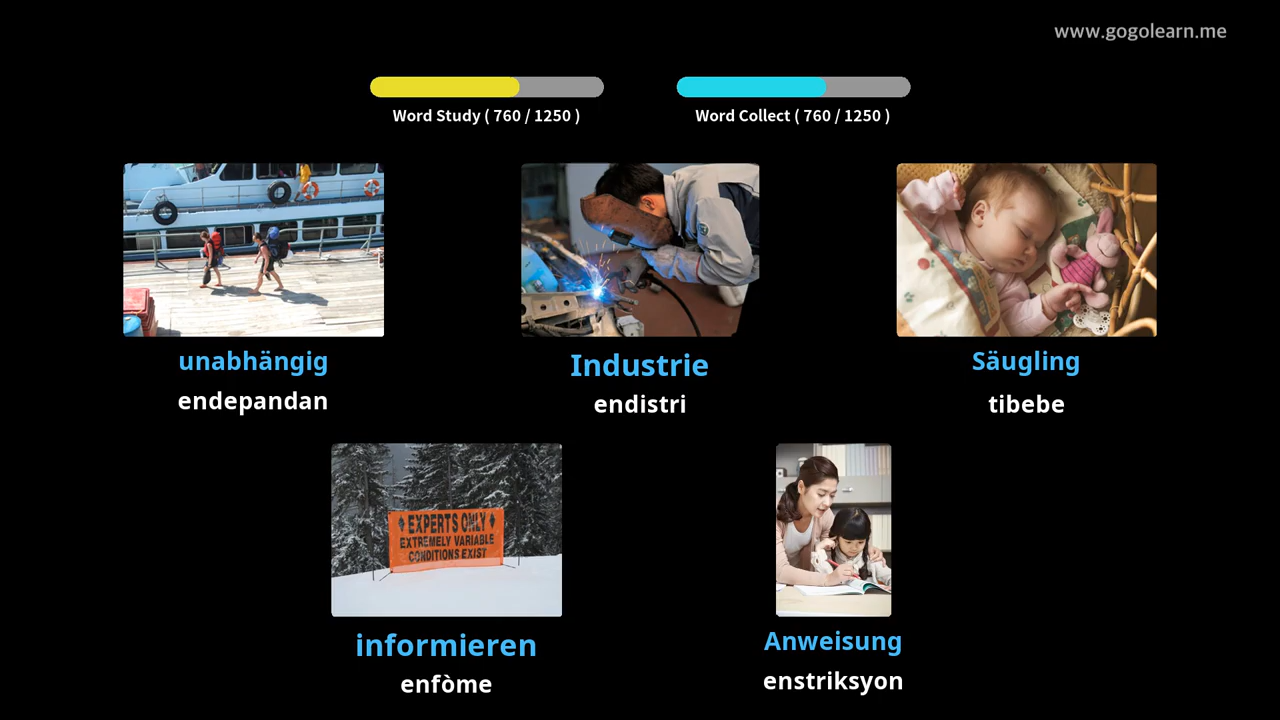 www.gogolearn.me
Word Study ( 760 / 1250 )
Word Collect ( 760 / 1250 )
unabhängig
endepandan
Industrie
endistri
Säugling
tibebe
EXPERTS ONLY
EXTREMELY VARIABLE
CONDITIONS EXIST
informieren
enfòme
Anweisung
enstriksyon